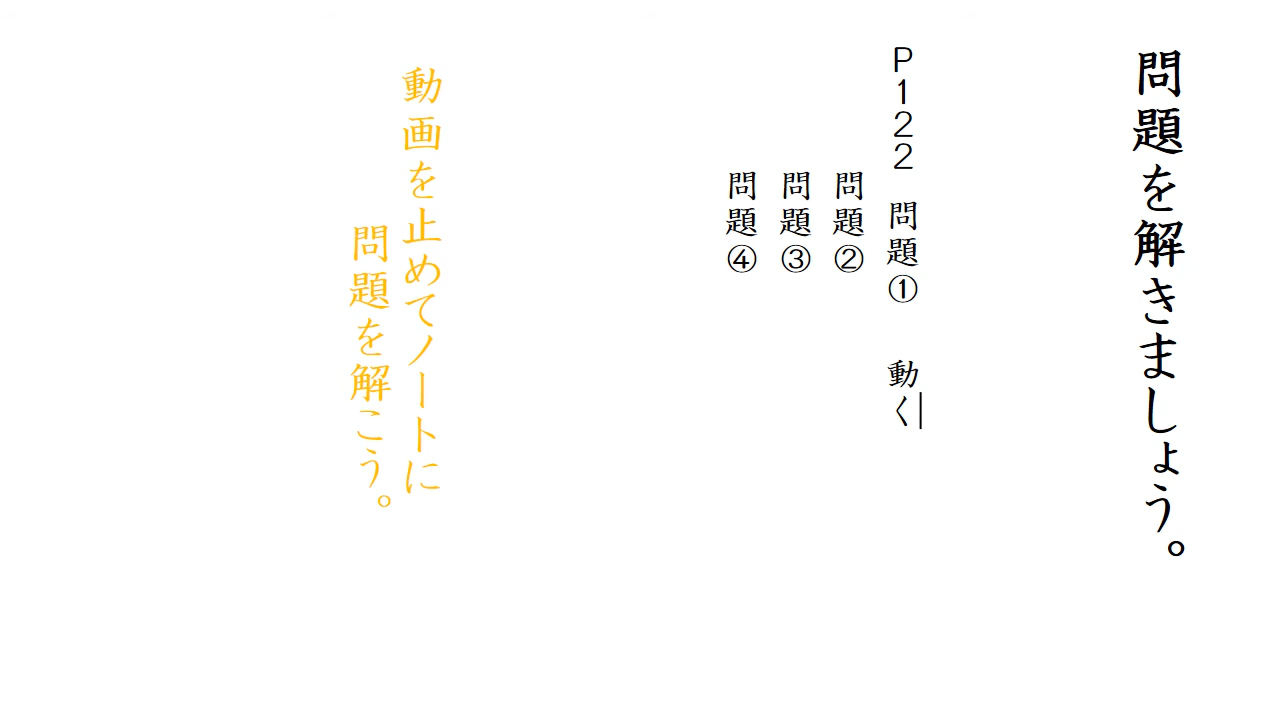 問題を解きましょう。
P122 問題① 動く｜
問題②
問題③
問題④
動画を止めてノートに
問題を解こう。